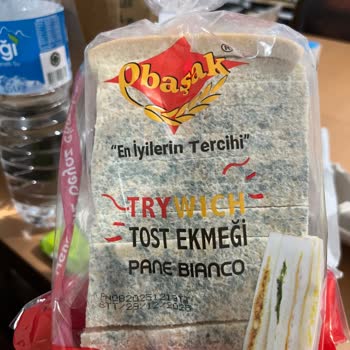 Obaşak
®
"En İyilerin Tercihi"
TRYWICH
TOST EKMEĞİ
PANE BIANCO